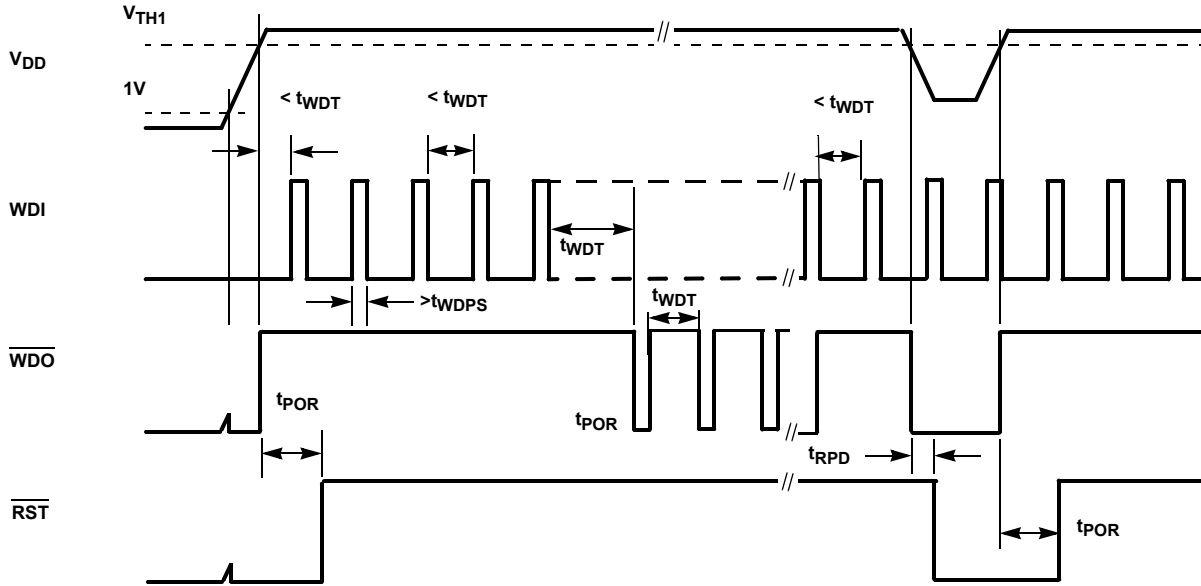 VTH1
VDD
1V
< tWDT
< tWDT
< tWDT
WDI
tWDT
>tWDPS
tWDT
WDO
tPOR
tPOR
tRPD
RST
tPOR